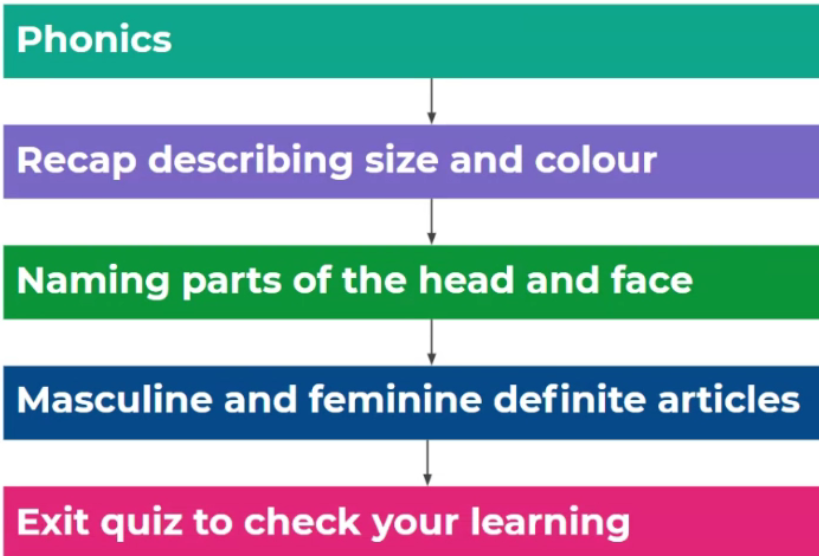 Phonics
Recap describing size and colour
Naming parts of the head and face
Masculine and feminine definite articles
Exit quiz to check your learning